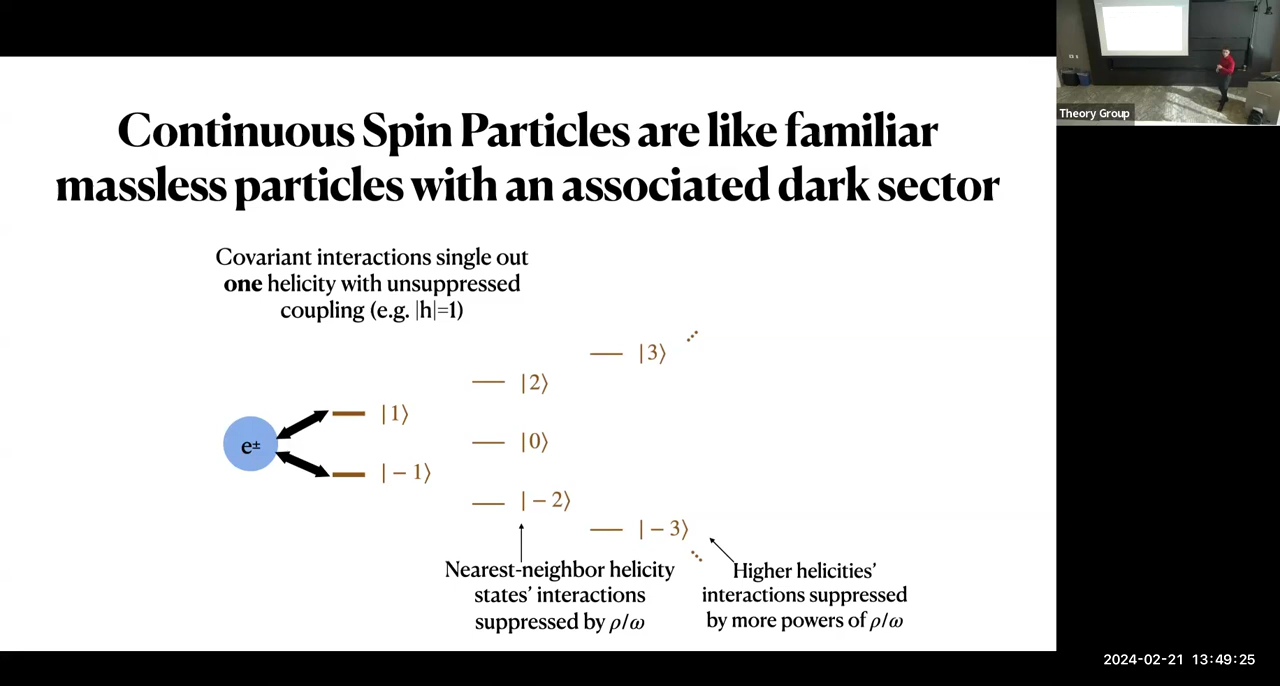 Continuous Spin Particles are like familiar
massless particles with an associated dark sector
Theory Group
Covariant interactions single out
one helicity with unsuppressed
coupling (e.g. |h|=1)
|3⟩
|2⟩
|1⟩
e±
|0⟩
|−1⟩
|−2⟩
|−3⟩
Nearest-neighbor helicity
states' interactions
suppressed by ρ/ω
Higher helicities'
interactions suppressed
by more powers of ρ/ω
2024-02-21 13:49:25